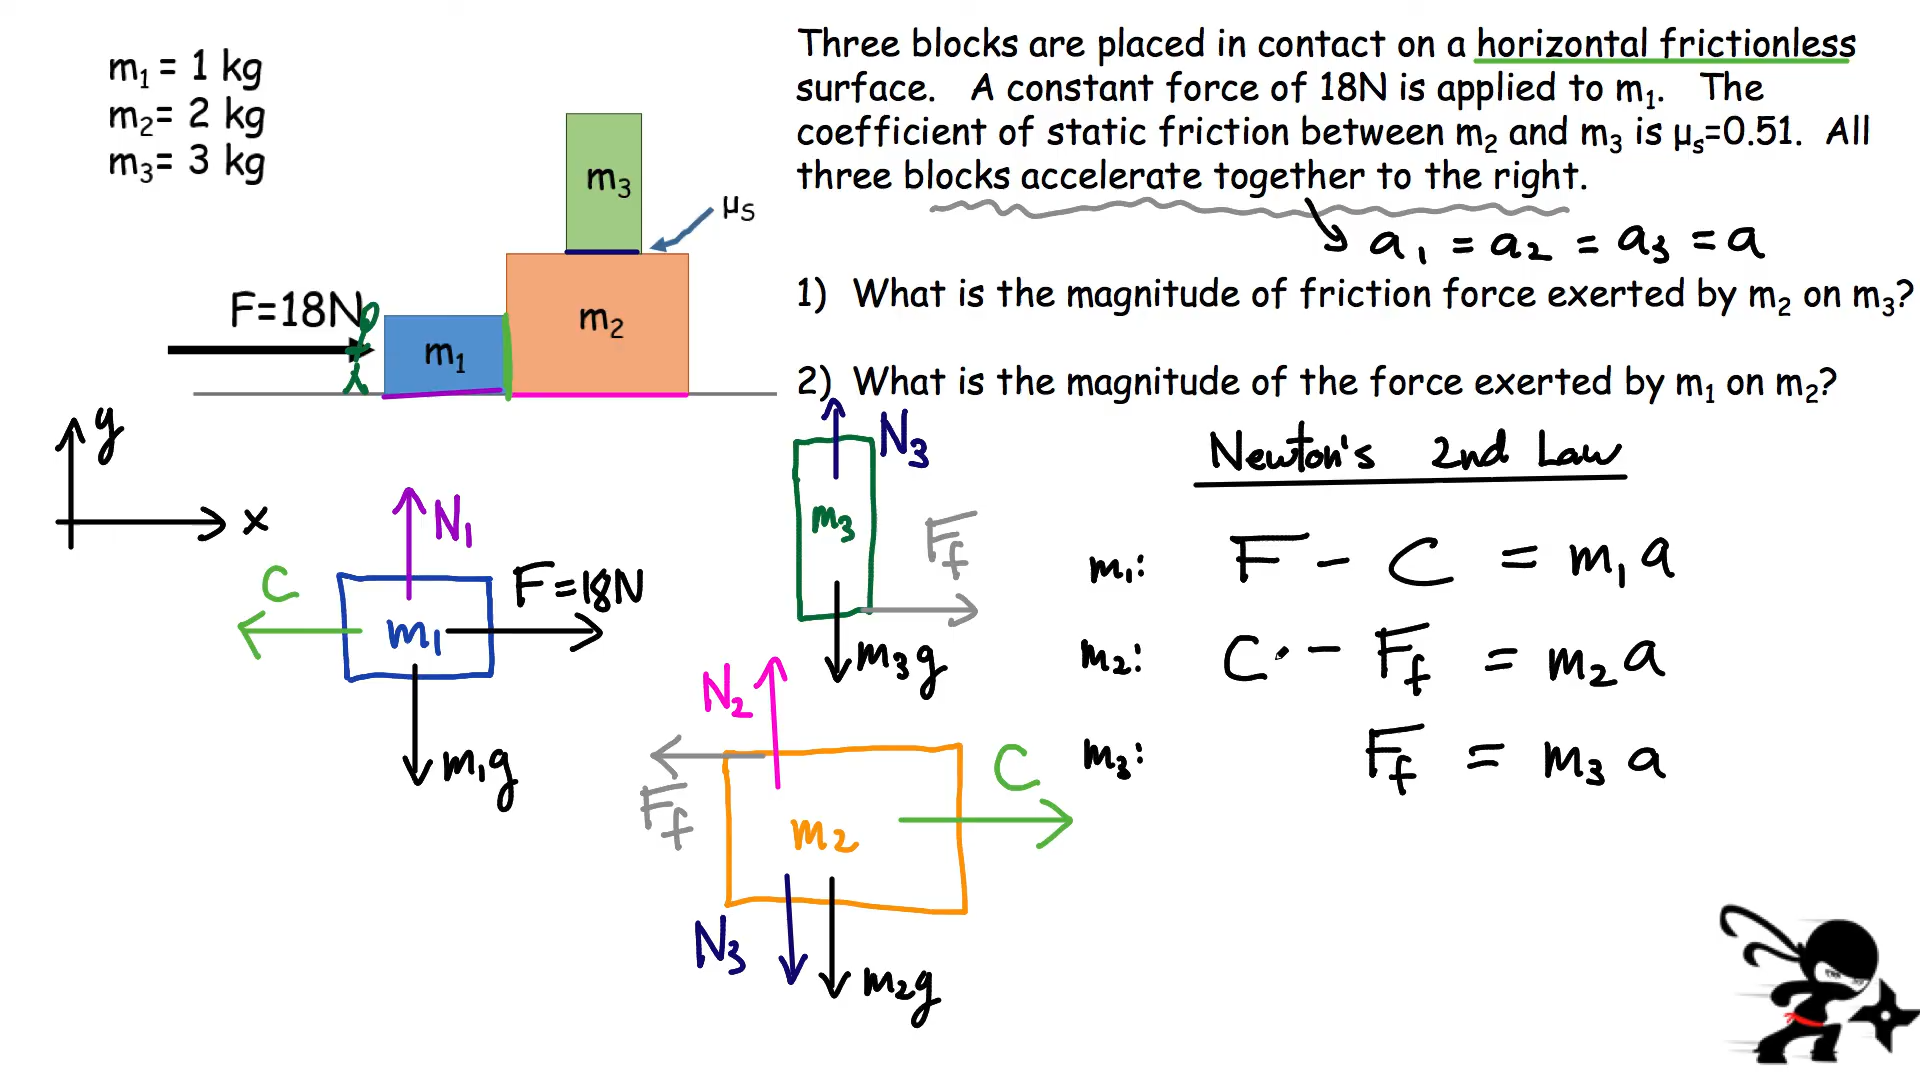 m₁ = 1 kg
m₂= 2 kg
m₃= 3 kg
Three blocks are placed in contact on a horizontal frictionless
surface. A constant force of 18N is applied to m₁. The
coefficient of static friction between m₂ and m₃ is μₛ=0.51. All
three blocks accelerate together to the right.
a₁ = a₂ = a₃ = a
1) What is the magnitude of friction force exerted by m₂ on m₃?
2) What is the magnitude of the force exerted by m₁ on m₂?
m₃
μₛ
F=18N
m₁
m₂
y
x
N₁
C
F=18N
m₁
m₁g
N₃
m₃
F_f
m₃g
N₂
F_f
m₂
C
N₃
m₂g
Newton's 2nd Law
m₁: F - C = m₁a
m₂: C - F_f = m₂a
m₃: F_f = m₃a